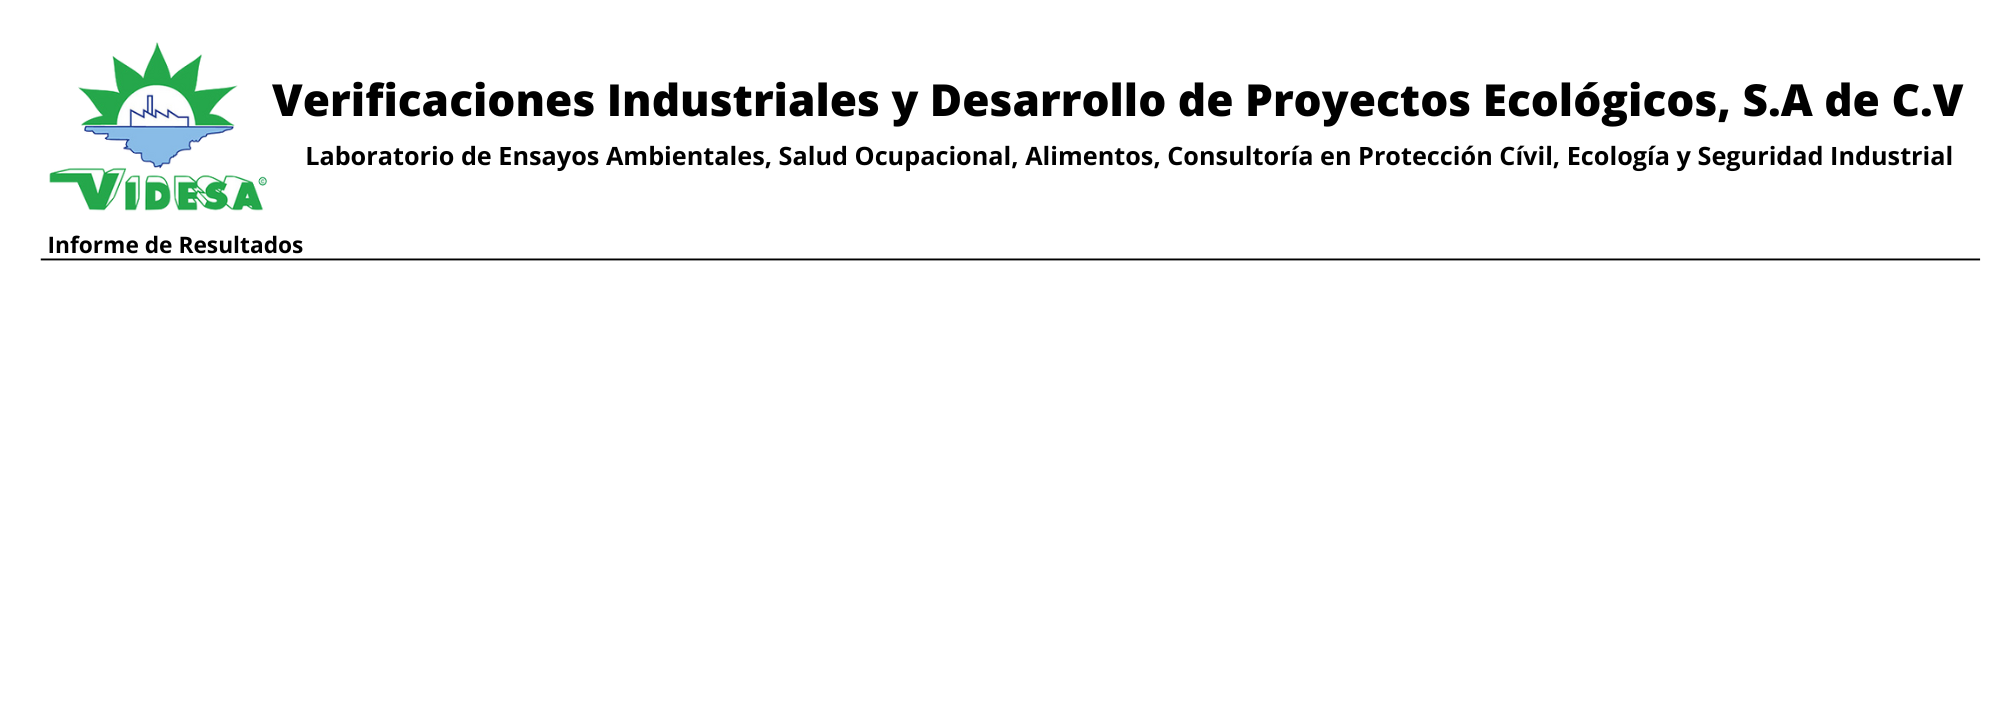 Verificaciones Industriales y Desarrollo de Proyectos Ecológicos, S.A de C.V
Laboratorio de Ensayos Ambientales, Salud Ocupacional, Alimentos, Consultoría en Protección Cívil, Ecología y Seguridad Industrial
VIDESA©
Informe de Resultados